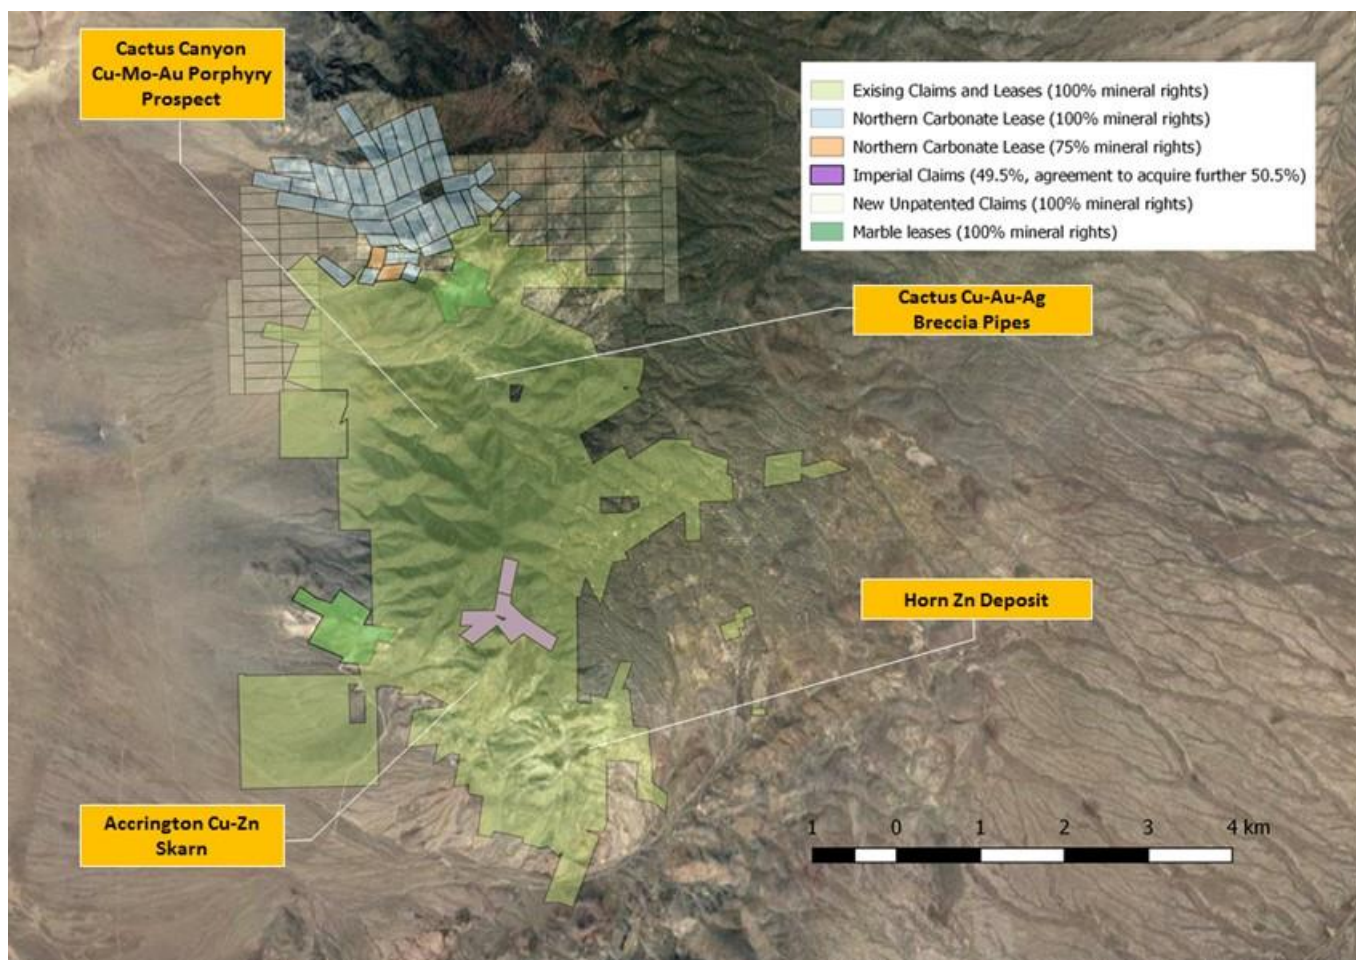 Cactus Canyon
Cu-Mo-Au Porphyry
Prospect
Exising Claims and Leases (100% mineral rights)
Northern Carbonate Lease (100% mineral rights)
Northern Carbonate Lease (75% mineral rights)
Imperial Claims (49.5%, agreement to acquire further 50.5%)
New Unpatented Claims (100% mineral rights)
Marble leases (100% mineral rights)
Cactus Cu-Au-Ag
Breccia Pipes
Horn Zn Deposit
Accrington Cu-Zn
Skarn
1 0 1 2 3 4 km